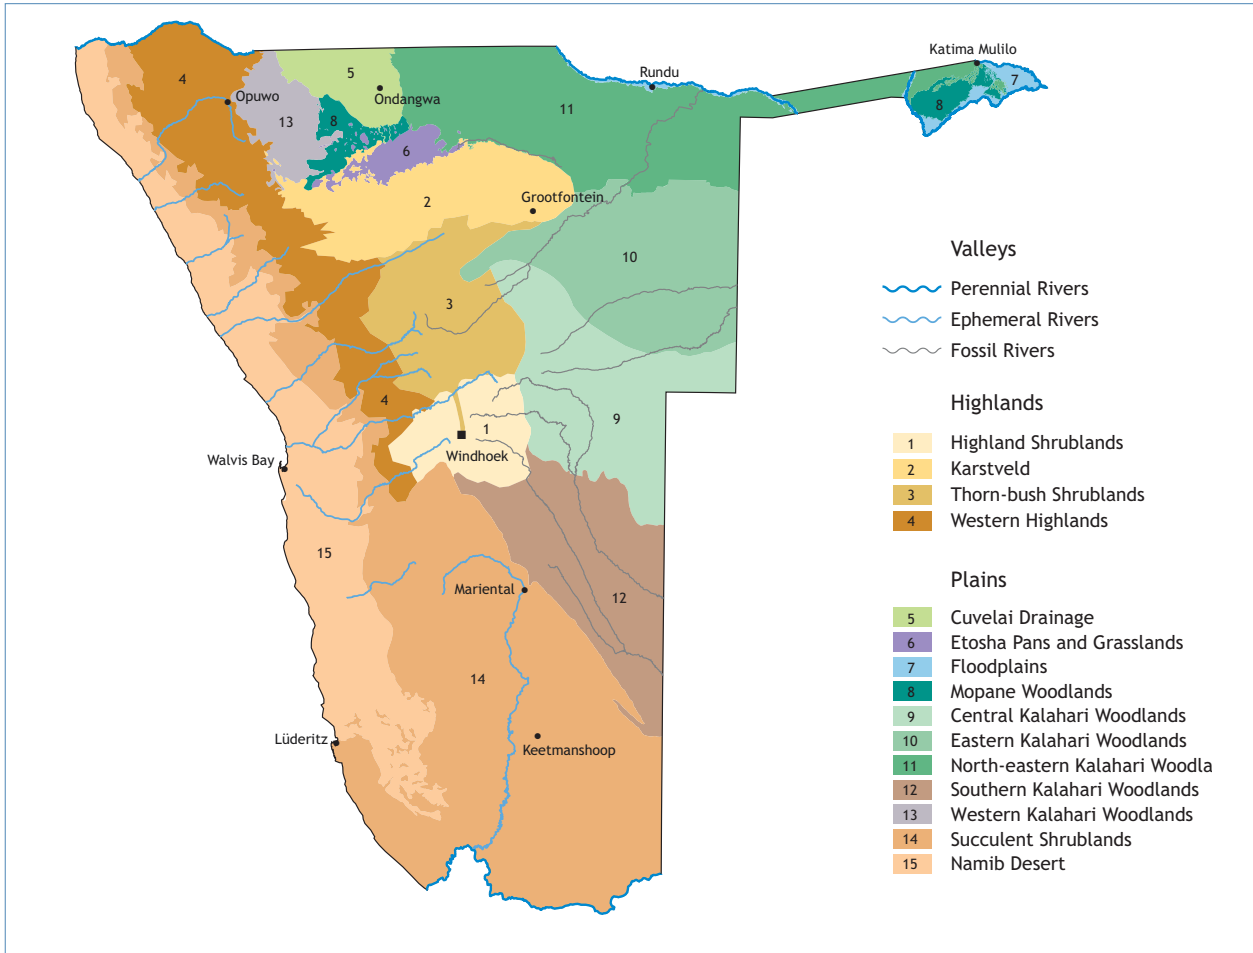 Katima Mulilo
Rundu
4
5
7
Opuwo
Ondangwa
11
8
13
8
6
2
Grootfontein
10
3
4
9
1
Walvis Bay
Windhoek
15
Mariental
12
14
Lüderitz
Keetmanshoop
Valleys
Perennial Rivers
Ephemeral Rivers
Fossil Rivers
Highlands
1 Highland Shrublands
2 Karstveld
3 Thorn-bush Shrublands
4 Western Highlands
Plains
5 Cuvelai Drainage
6 Etosha Pans and Grasslands
7 Floodplains
8 Mopane Woodlands
9 Central Kalahari Woodlands
10 Eastern Kalahari Woodlands
11 North-eastern Kalahari Woodla
12 Southern Kalahari Woodlands
13 Western Kalahari Woodlands
14 Succulent Shrublands
15 Namib Desert